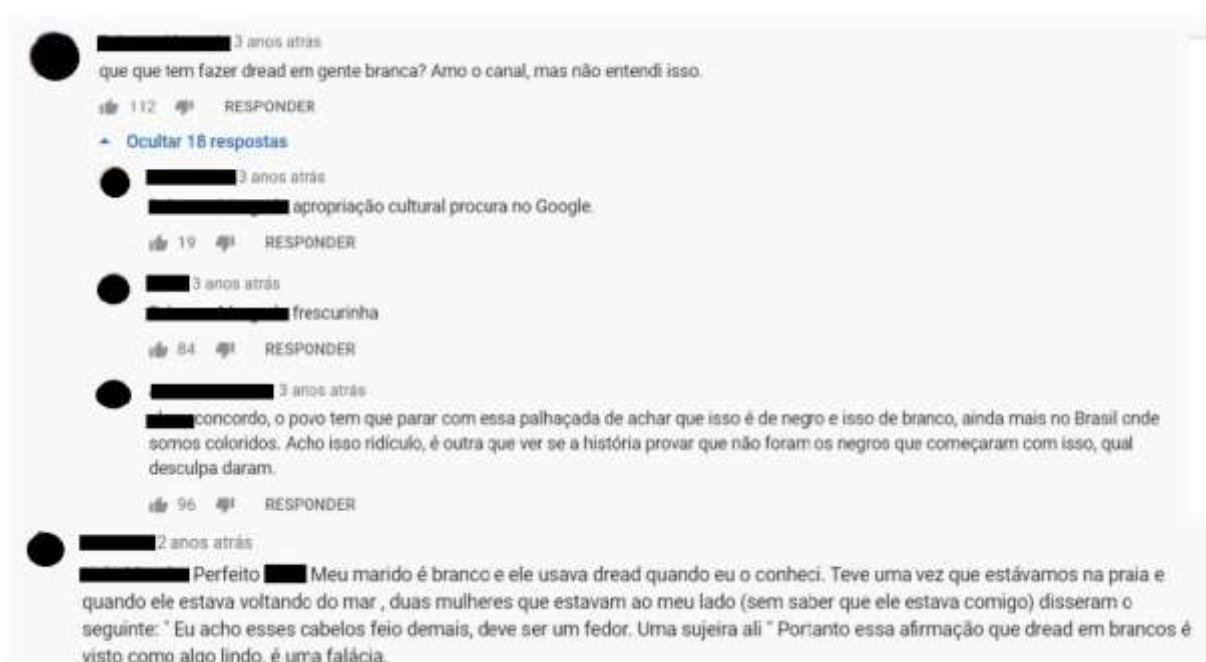 3 anos atrás
que que tem fazer dread em gente branca? Amo o canal, mas não entendi isso.
112 RESPONDER
Ocultar 18 respostas
3 anos atrás
apropriação cultural procura no Google.
19 RESPONDER
3 anos atrás
frescurinha
84 RESPONDER
3 anos atrás
concordo, o povo tem que parar com essa palhaçada de achar que isso é de negro e isso de branco, ainda mais no Brasil onde
somos coloridos. Acho isso ridículo, é outra que ver se a história provar que não foram os negros que começaram com isso, qual
desculpa daram.
96 RESPONDER
2 anos atrás
Perfeito Meu marido é branco e ele usava dread quando eu o conheci. Teve uma vez que estávamos na praia e
quando ele estava voltando do mar , duas mulheres que estavam ao meu lado (sem saber que ele estava comigo) disseram o
seguinte: " Eu acho esses cabelos feio demais, deve ser um fedor. Uma sujeira ali " Portanto essa afirmação que dread em brancos é
visto como algo lindo, é uma falácia.